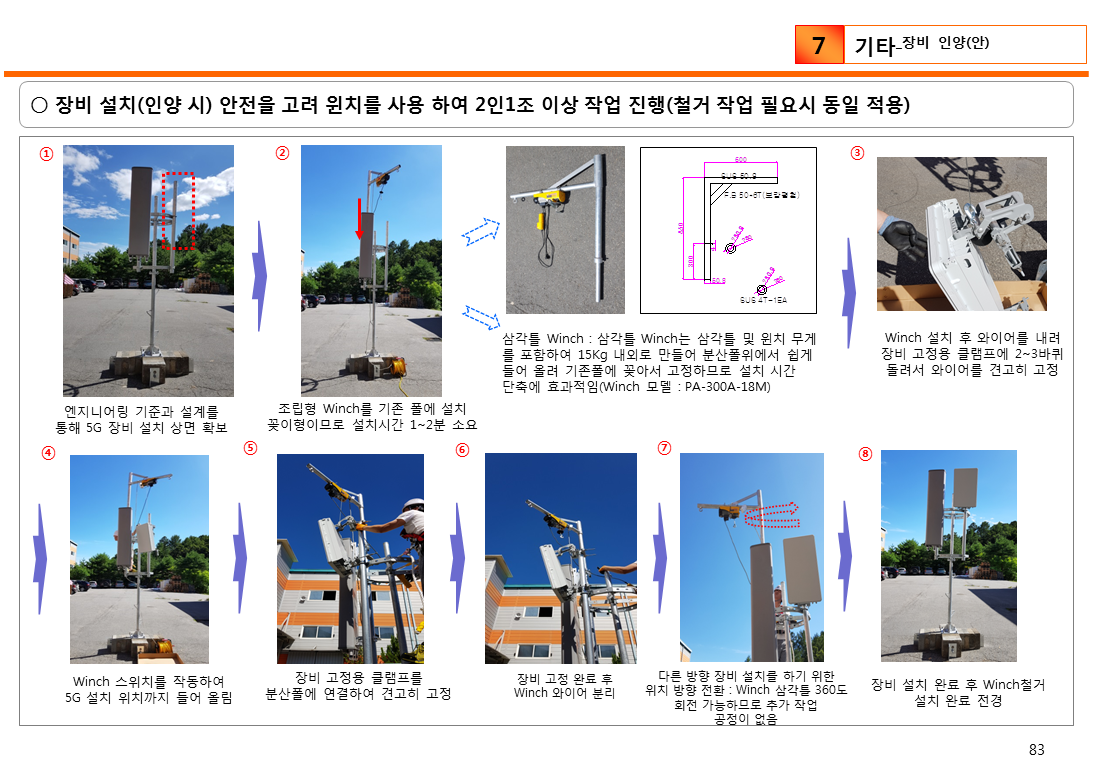 7
기타-장비 인양(안)
○ 장비 설치(인양 시) 안전을 고려 윈치를 사용 하여 2인1조 이상 작업 진행(철거 작업 필요시 동일 적용)
①
엔지니어링 기준과 설계를
통해 5G 장비 설치 상면 확보
②
조립형 Winch를 기존 폴에 설치
꽂이형이므로 설치시간 1~2분 소요
600
SUS 50.8
850
300
삼각틀 Winch : 삼각틀 Winch는 삼각틀 및 윈치 무게
를 포함하여 15Kg 내외로 만들어 분산폴위에서 쉽게
들어 올려 기존폴에 꽂아서 고정하므로 설치 시간
단축에 효과적임(Winch 모델 : PA-300A-18M)
③
Winch 설치 후 와이어를 내려
장비 고정용 클램프에 2~3바퀴
돌려서 와이어를 견고히 고정
④
Winch 스위치를 작동하여
5G 설치 위치까지 들어 올림
⑤
장비 고정용 클램프를
분산폴에 연결하여 견고히 고정
⑥
장비 고정 완료 후
Winch 와이어 분리
⑦
다른 방향 장비 설치를 하기 위한
위치 방향 전환 : Winch 삼각틀 360도
회전 가능하므로 추가 작업
공정이 없음
⑧
장비 설치 완료 후 Winch철거
설치 완료 전경
83